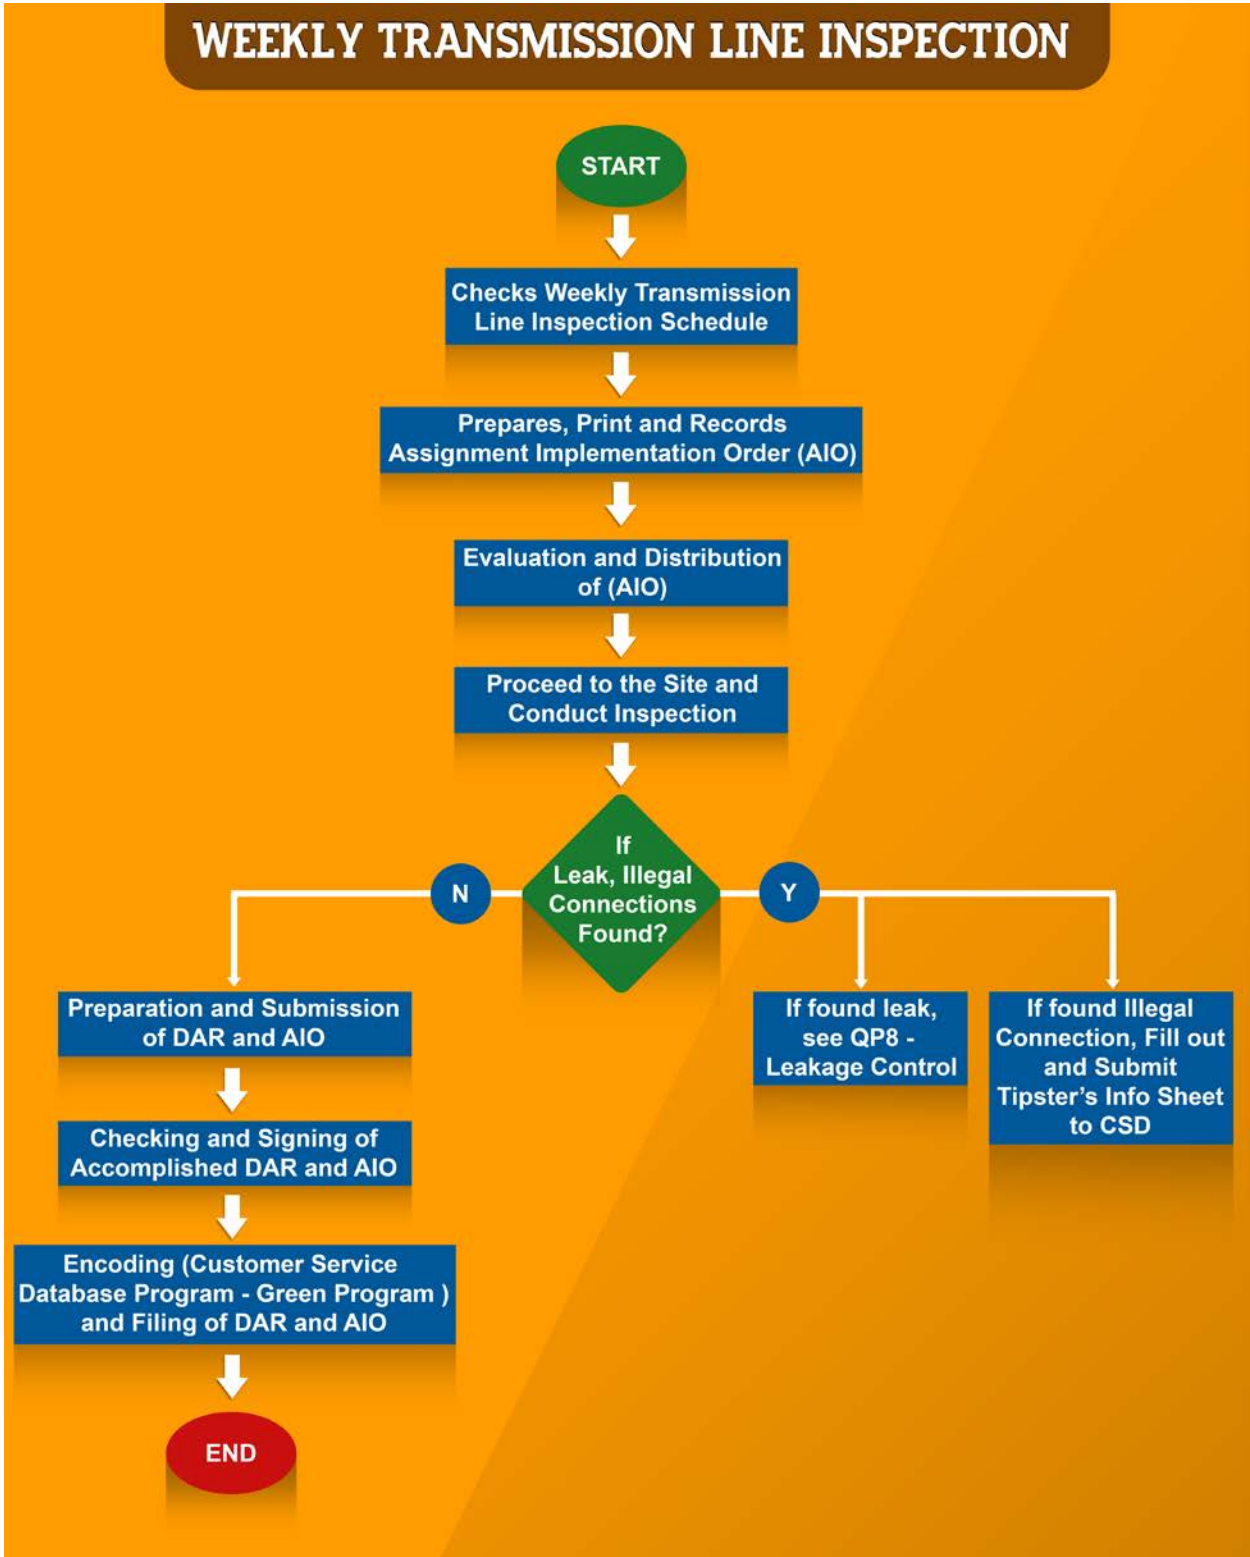 WEEKLY TRANSMISSION LINE INSPECTION
START
Checks Weekly Transmission
Line Inspection Schedule
Prepares, Print and Records
Assignment Implementation Order (AIO)
Evaluation and Distribution
of (AIO)
Proceed to the Site and
Conduct Inspection
If
Leak, Illegal
Connections
Found?
N
Y
Preparation and Submission
of DAR and AIO
Checking and Signing of
Accomplished DAR and AIO
Encoding (Customer Service
Database Program - Green Program )
and Filing of DAR and AIO
END
If found leak,
see QP8 -
Leakage Control
If found Illegal
Connection, Fill out
and Submit
Tipster’s Info Sheet
to CSD